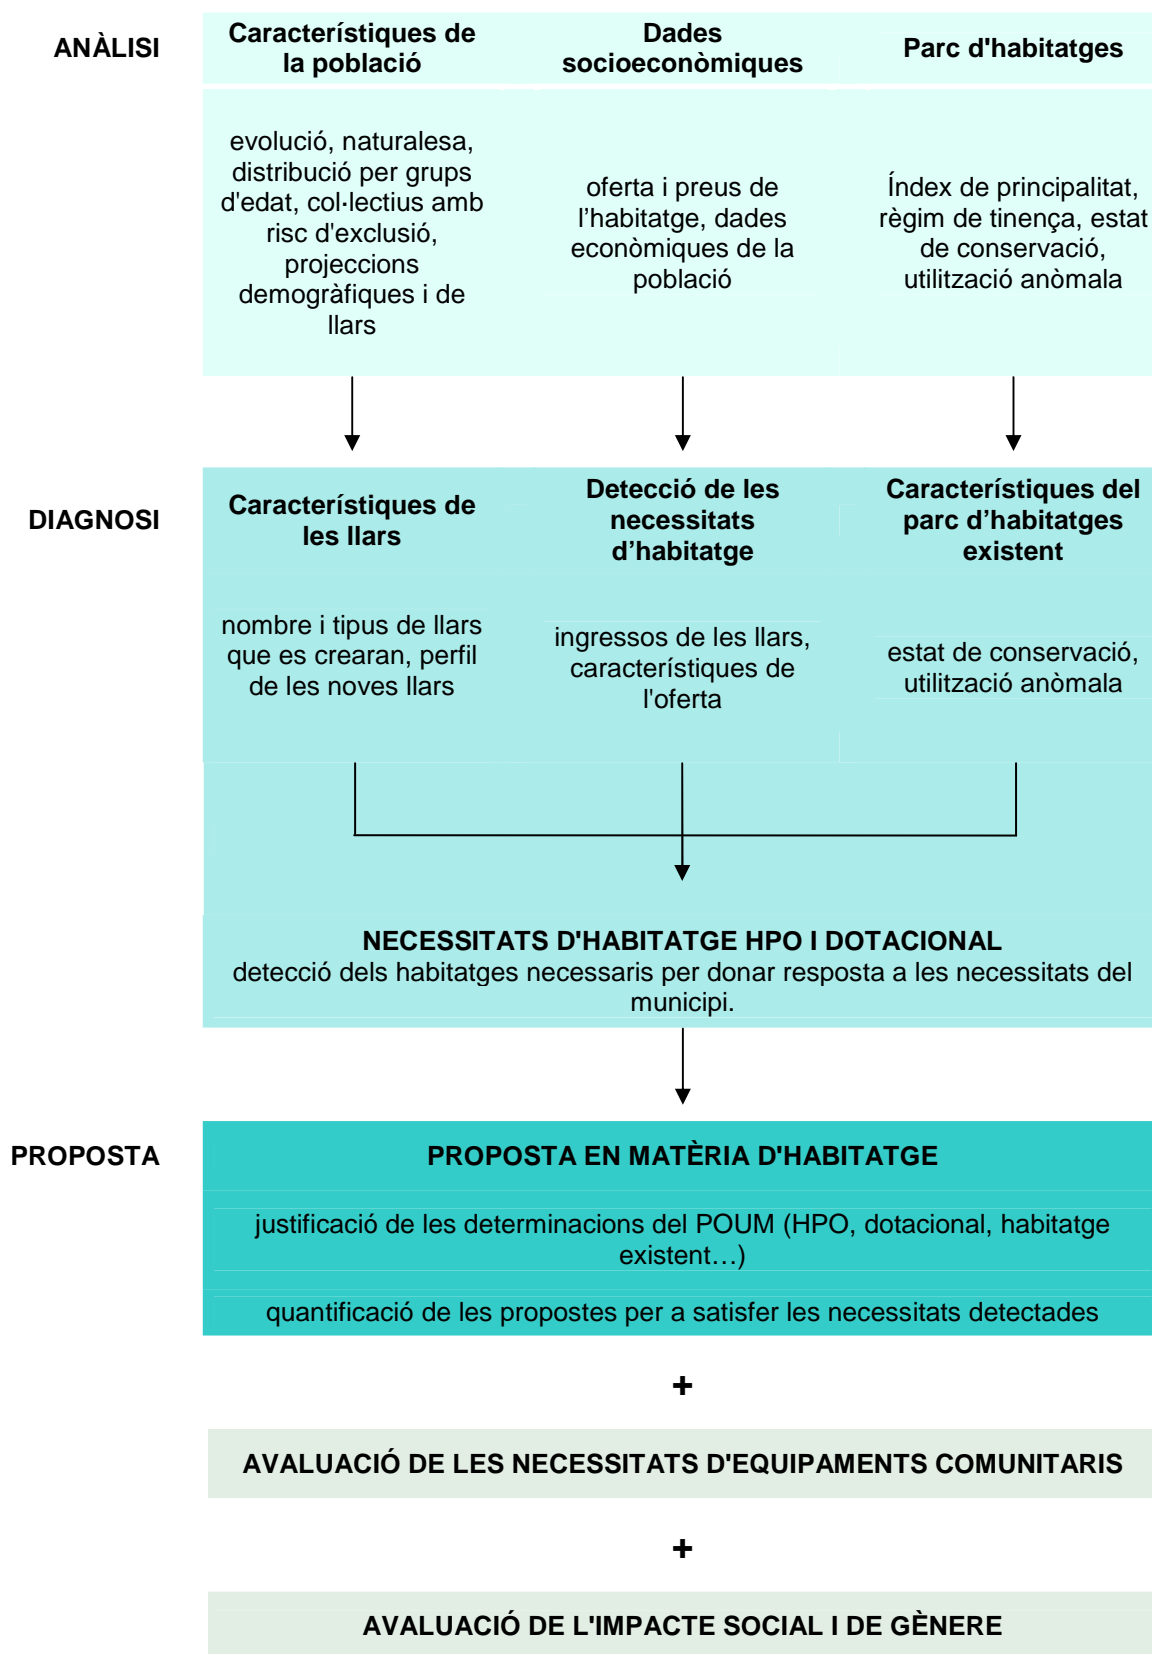 ANÀLISI
Característiques de
la població
Dades
socioeconòmiques
Parc d'habitatges
evolució, naturalesa,
distribució per grups
d'edat, col·lectius amb
risc d'exclusió,
projeccions
demogràfiques i de
llars
oferta i preus de
l’habitatge, dades
econòmiques de la
població
Índex de principalitat,
règim de tinença, estat
de conservació,
utilització anòmala
DIAGNOSI
Característiques de
les llars
Detecció de les
necessitats
d’habitatge
Característiques del
parc d’habitatges
existent
nombre i tipus de llars
que es crearan, perfil
de les noves llars
ingressos de les llars,
característiques de
l'oferta
estat de conservació,
utilització anòmala
NECESSITATS D'HABITATGE HPO I DOTACIONAL
detecció dels habitatges necessaris per donar resposta a les necessitats del
municipi.
PROPOSTA
PROPOSTA EN MATÈRIA D'HABITATGE
justificació de les determinacions del POUM (HPO, dotacional, habitatge
existent…)
quantificació de les propostes per a satisfer les necessitats detectades
+
AVALUACIÓ DE LES NECESSITATS D'EQUIPAMENTS COMUNITARIS
+
AVALUACIÓ DE L'IMPACTE SOCIAL I DE GÈNERE